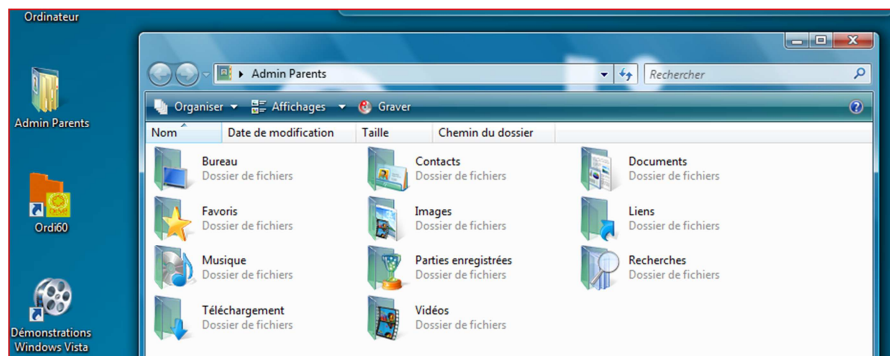 Ordinateur
Admin Parents
Ordi60
Démonstrations
Windows Vista
Admin Parents
Rechercher
Organiser Affichages Graver
Nom Date de modification Taille Chemin du dossier
Bureau
Dossier de fichiers
Contacts
Dossier de fichiers
Documents
Dossier de fichiers
Favoris
Dossier de fichiers
Images
Dossier de fichiers
Liens
Dossier de fichiers
Musique
Dossier de fichiers
Parties enregistrées
Dossier de fichiers
Recherches
Dossier de fichiers
Téléchargement
Dossier de fichiers
Vidéos
Dossier de fichiers